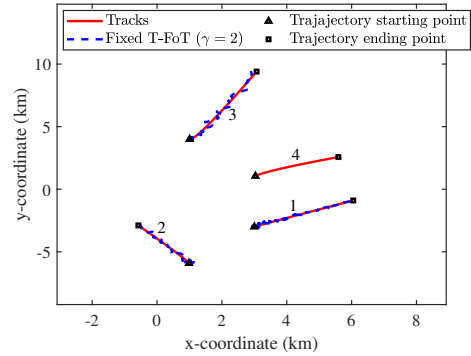 Tracks
Fixed T-FoT (γ = 2)
Trajajectory starting point
Trajectory ending point
10
5
0
-5
y-coordinate (km)
3
4
1
2
-2
0
2
4
6
8
x-coordinate (km)